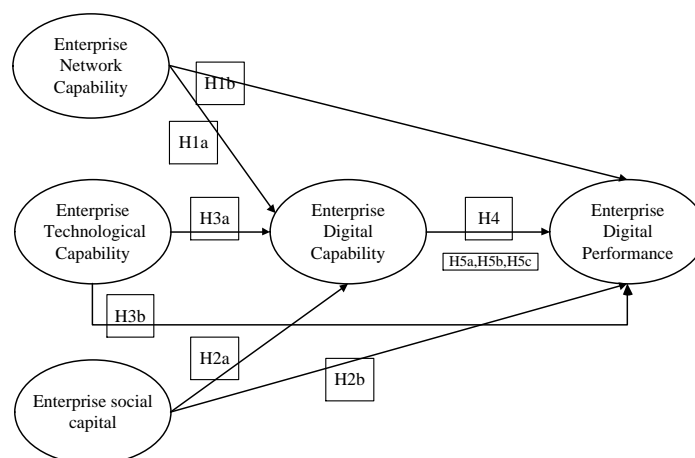 Enterprise
Network
Capability
H1b
H1a
Enterprise
Technological
Capability
H3a
Enterprise
Digital
Capability
H4
H5a,H5b,H5c
Enterprise
Digital
Performance
H3b
H2a
H2b
Enterprise social
capital